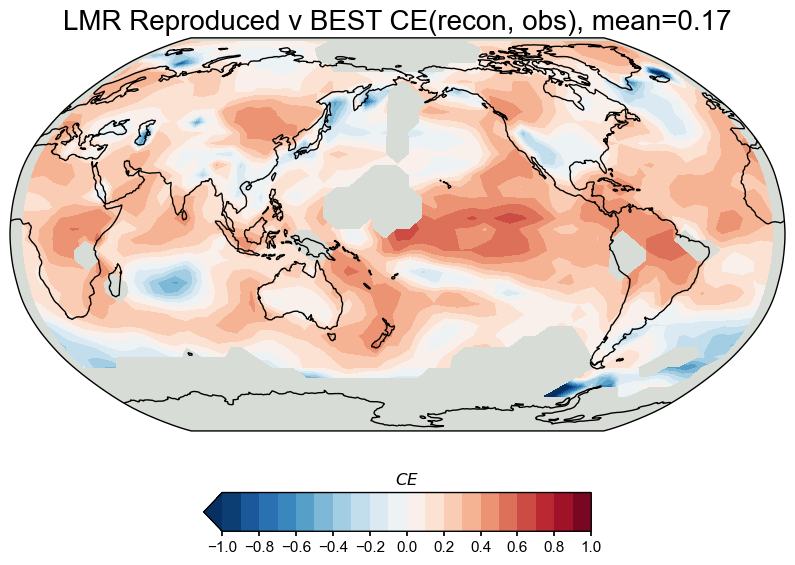 LMR Reproduced v BEST CE(recon, obs), mean=0.17
CE
−1.0 −0.8 −0.6 −0.4 −0.2 0.0 0.2 0.4 0.6 0.8 1.0